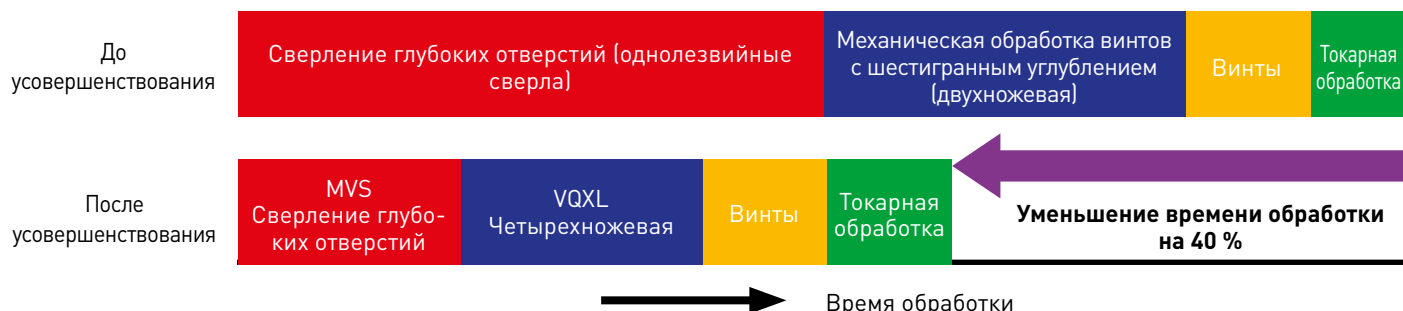 До
усовершенствования
Сверление глубоких отверстий (однолезвийные
сверла)
Механическая обработка винтов
с шестигранным углублением
(двухножевая)
Винты
Токарная
обработка
После
усовершенствования
MVS
Сверление глубо-
ких отверстий
VQXL
Четырехножевая
Винты
Токарная
обработка
Уменьшение времени обработки
на 40 %
Время обработки